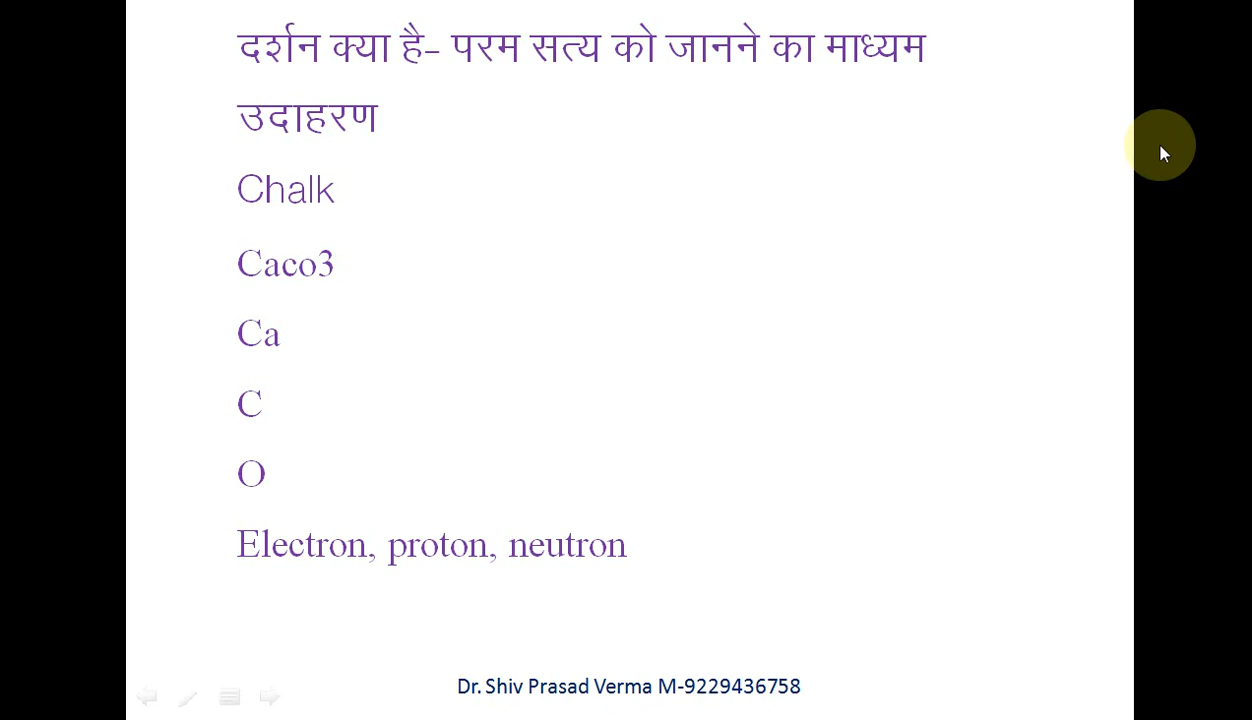 दर्शन क्या है– परम सत्य को जानने का माध्यम
उदाहरण
Chalk
Caco3
Ca
C
O
Electron, proton, neutron
Dr. Shiv Prasad Verma M-9229436758